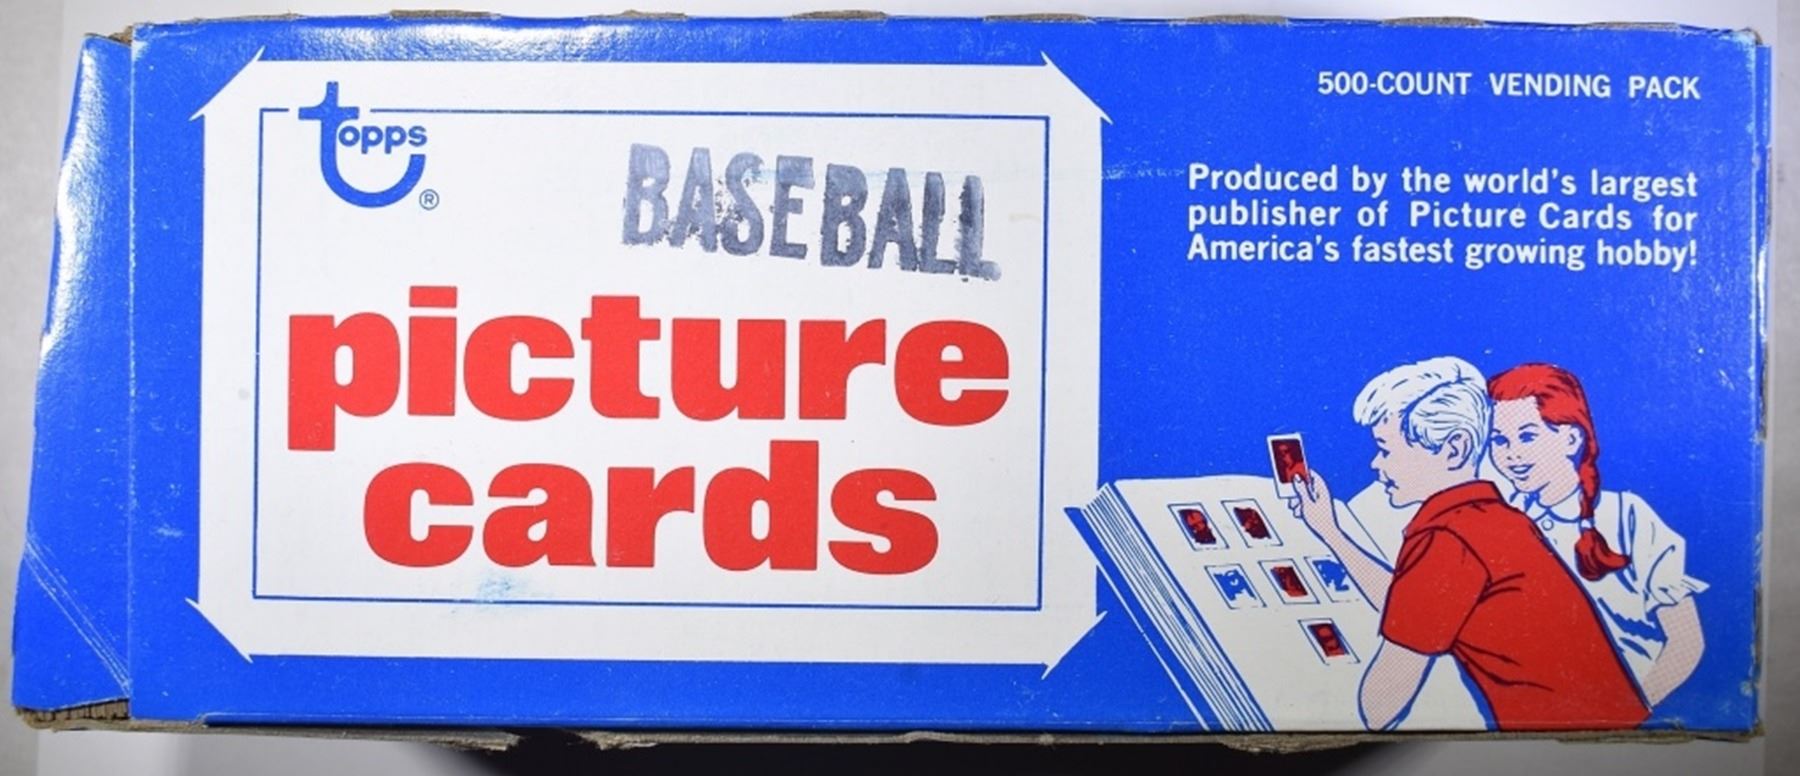 topps®
BASEBALL
picture
cards
500-COUNT VENDING PACK
Produced by the world's largest
publisher of Picture Cards for
America's fastest growing hobby!